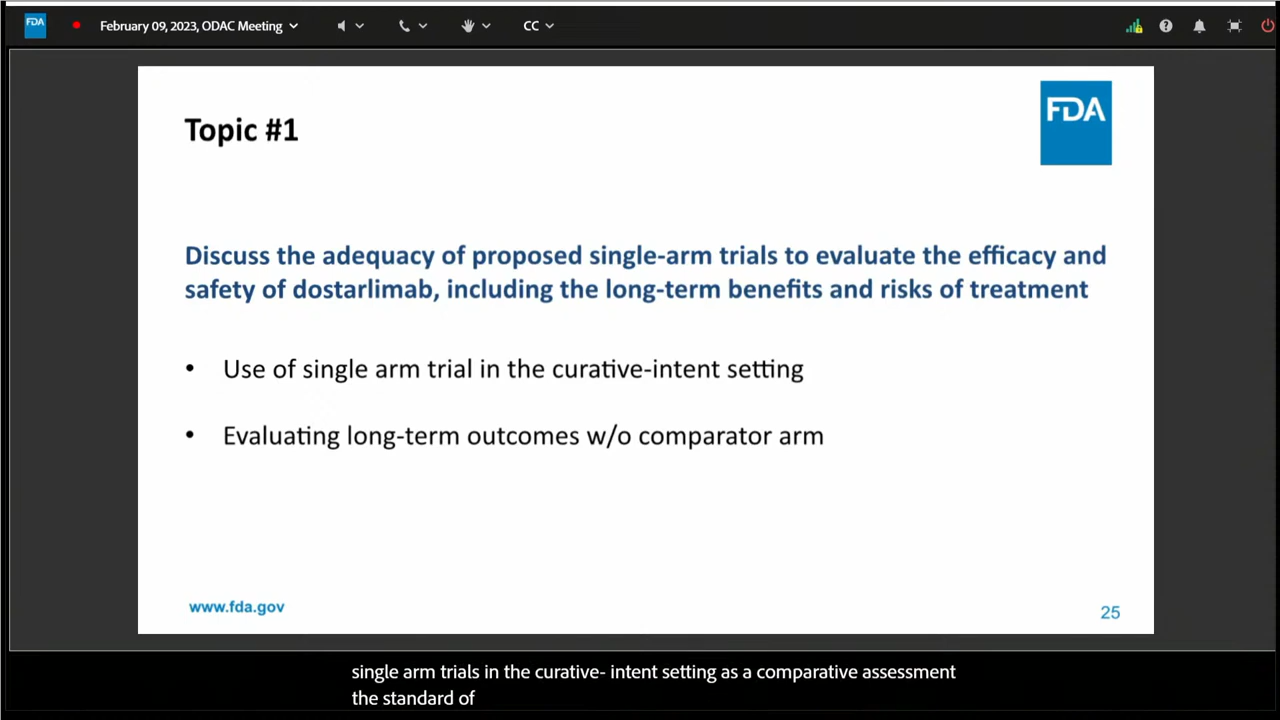 FDA
February 09, 2023, ODAC Meeting
CC
FDA
Topic #1
Discuss the adequacy of proposed single-arm trials to evaluate the efficacy and
safety of dostarlimab, including the long-term benefits and risks of treatment
• Use of single arm trial in the curative-intent setting
• Evaluating long-term outcomes w/o comparator arm
www.fda.gov
25
single arm trials in the curative- intent setting as a comparative assessment
the standard of